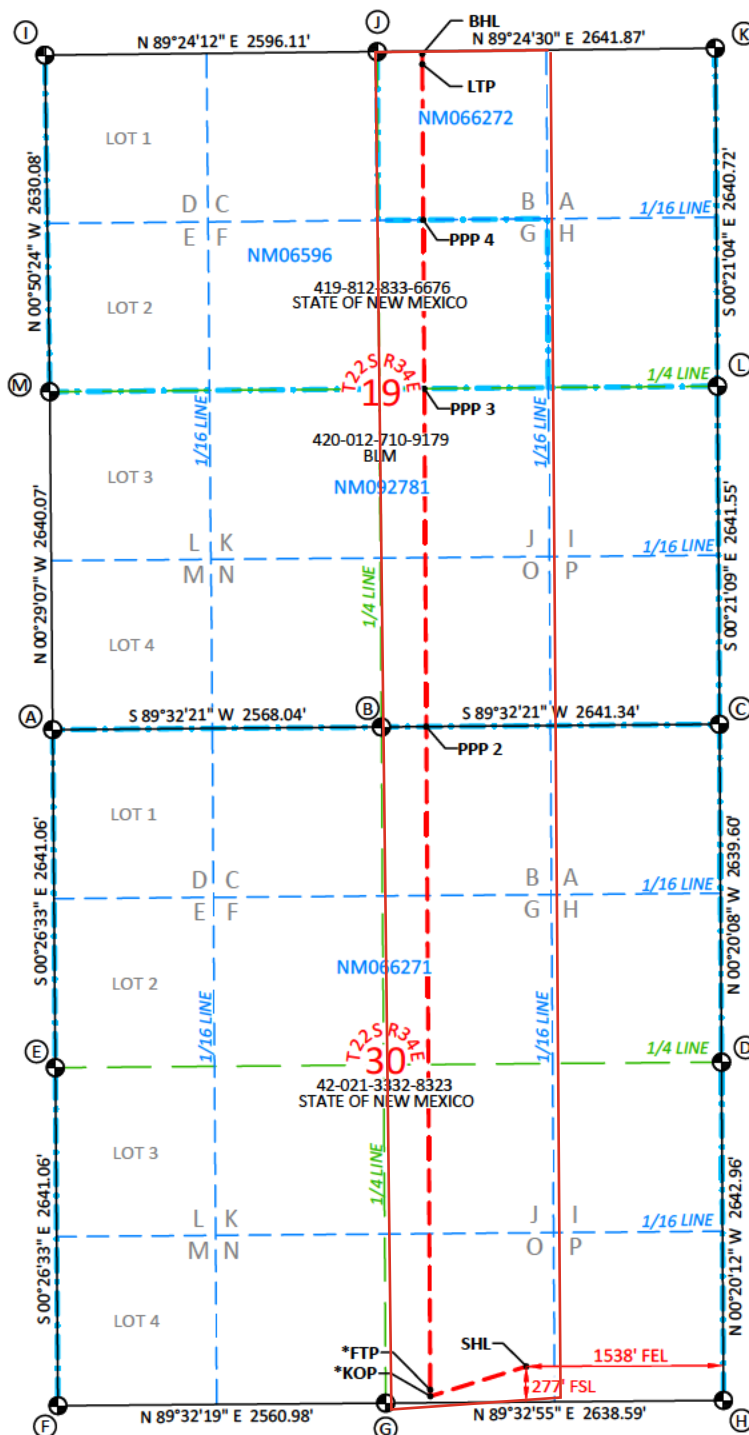 I
J
K
BHL
N 89°24'12" E 2596.11'
N 89°24'30" E 2641.87'
LTP
NM066272
LOT 1
N 00°50'24" W 2630.08'
S 00°21'04" E 2640.72'
D C
B A
1/16 LINE
E F
G H
PPP 4
NM06596
419-812-833-6676
STATE OF NEW MEXICO
LOT 2
M
T22S R34E
19
L
1/4 LINE
PPP 3
1/16 LINE
1/16 LINE
420-012-710-9179
BLM
LOT 3
NM092781
N 00°29'07" W 2640.07'
S 00°21'09" E 2641.55'
L K
J I
1/16 LINE
M N
O P
1/4 LINE
LOT 4
A
S 89°32'21" W 2568.04'
B
S 89°32'21" W 2641.34'
C
PPP 2
LOT 1
S 00°26'33" E 2641.06'
N 00°20'08" W 2639.60'
D C
B A
1/16 LINE
E F
G H
NM066271
LOT 2
1/16 LINE
1/16 LINE
E
T22S R34E
30
D
1/4 LINE
42-021-3332-8323
STATE OF NEW MEXICO
LOT 3
1/4 LINE
S 00°26'33" E 2641.06'
N 00°20'12" W 2642.96'
L K
J I
1/16 LINE
M N
O P
LOT 4
SHL
*FTP
1538' FEL
*KOP
277' FSL
F
N 89°32'19" E 2560.98'
G
N 89°32'55" E 2638.59'
H